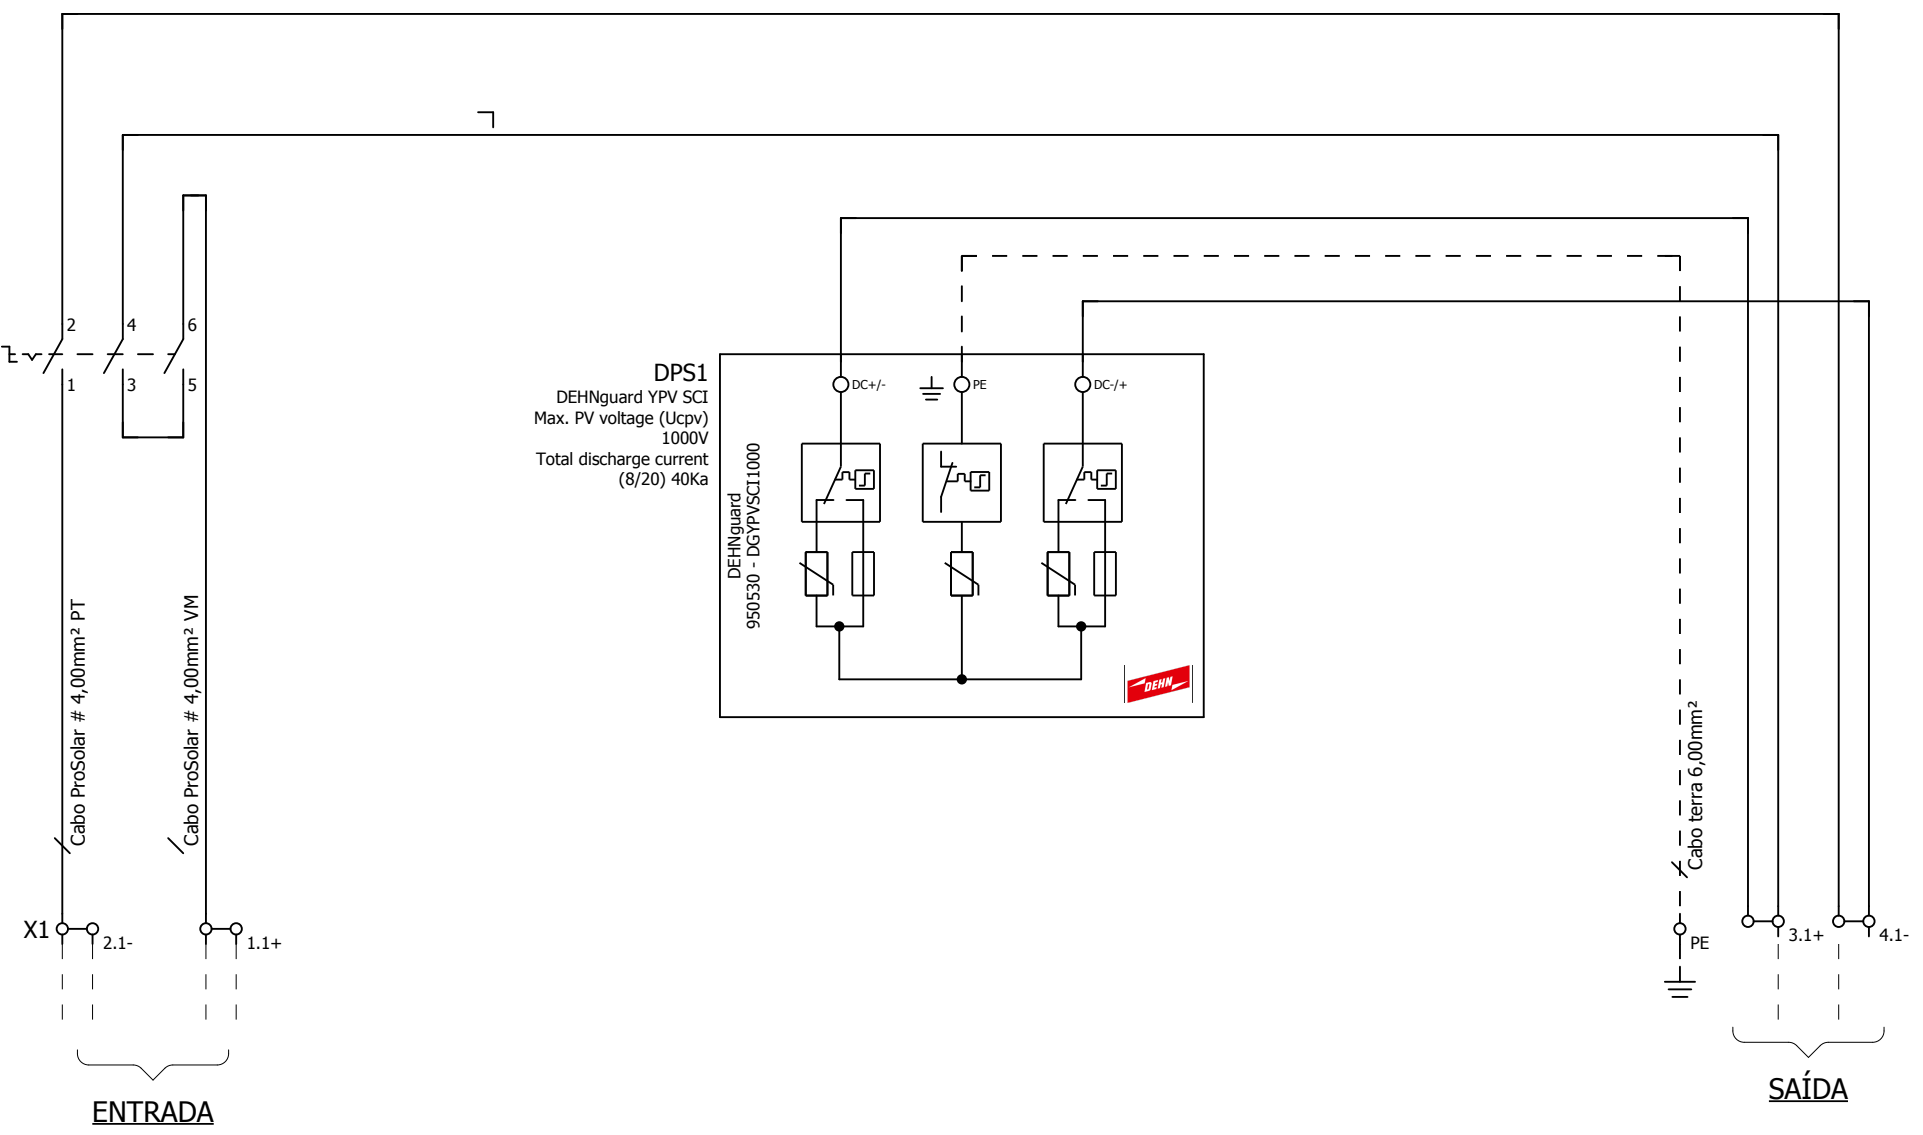 2
4
6
1
3
5
DPS1
DEHNguard YPV SCI
Max. PV voltage (Ucpv)
1000V
Total discharge current
(8/20) 40Ka
DC+/-
PE
DC-/+
DEHNguard
950530 - DGYPVSCI1000
DEHN
Cabo ProSolar # 4,00mm² PT
Cabo ProSolar # 4,00mm² VM
Cabo terra 6,00mm²
X1
2.1-
1.1+
PE
3.1+
4.1-
ENTRADA
SAÍDA